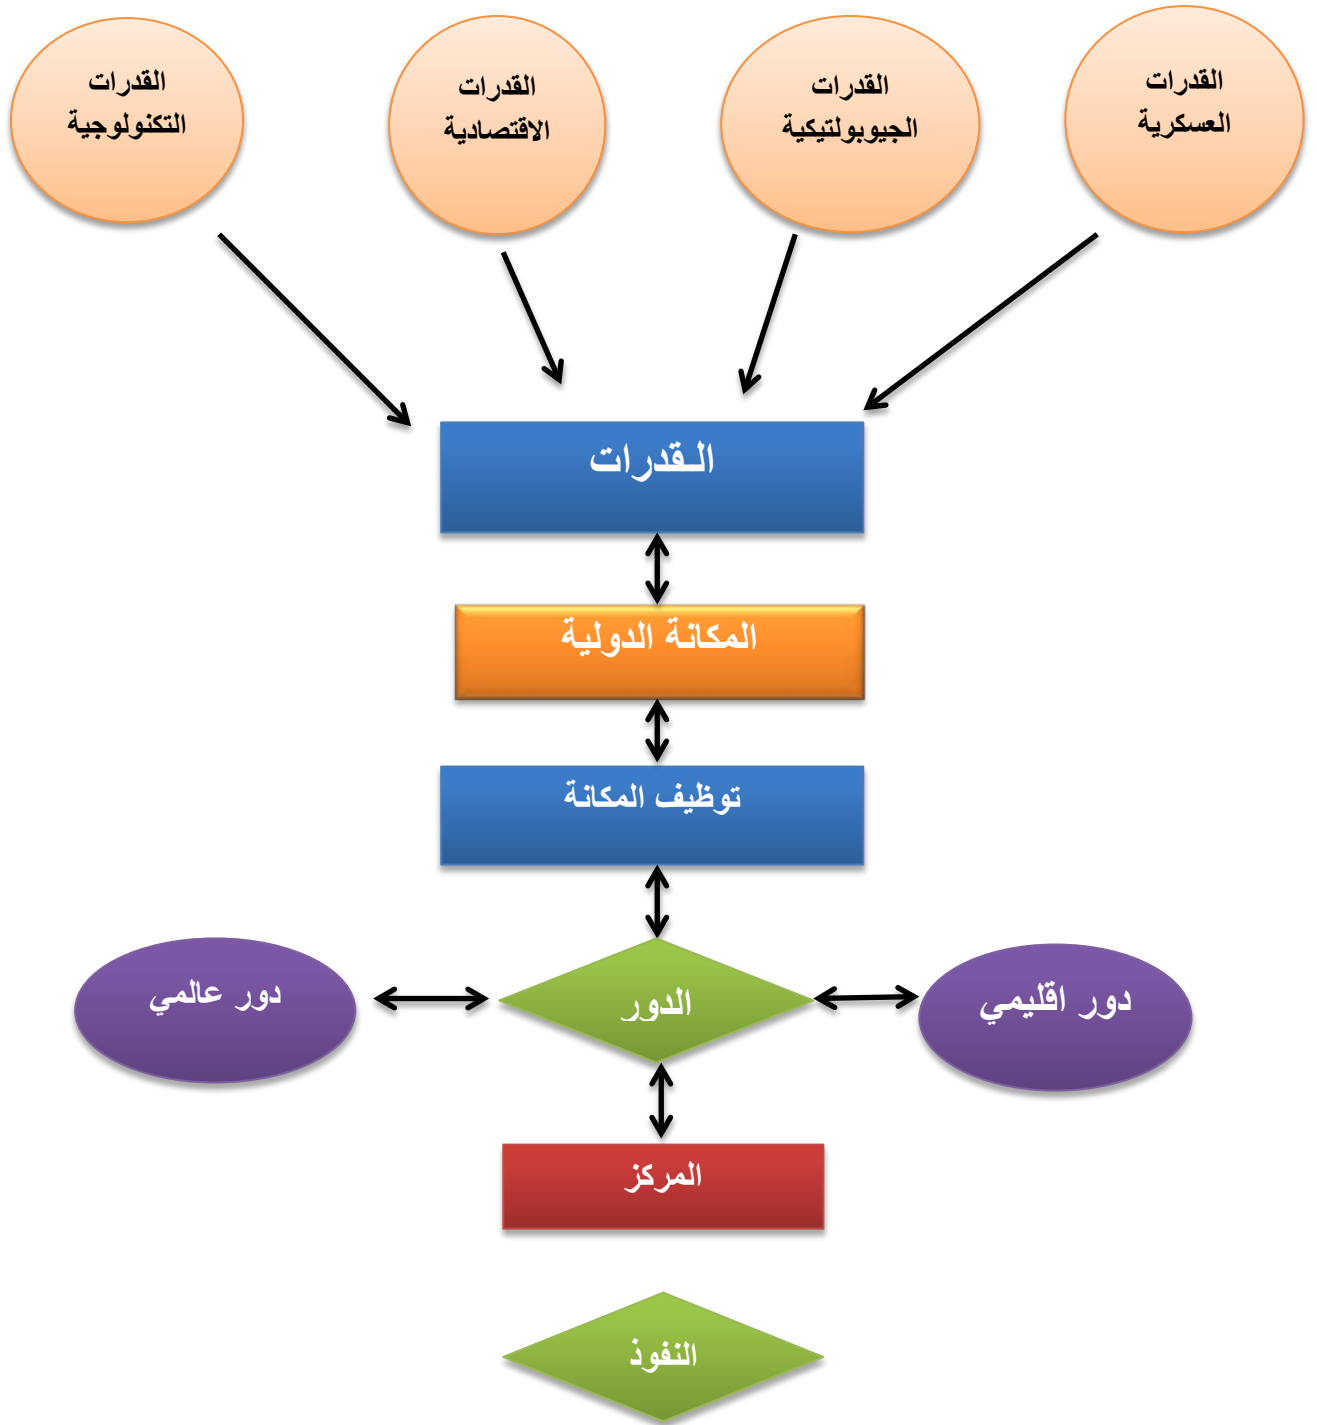 القدرات
العسكرية
القدرات
الجيوبولتيكية
القدرات
الاقتصادية
القدرات
التكنولوجية
الـقدرات
المكانة الدولية
توظيف المكانة
دور اقليمي
الدور
دور عالمي
المركز
النفوذ